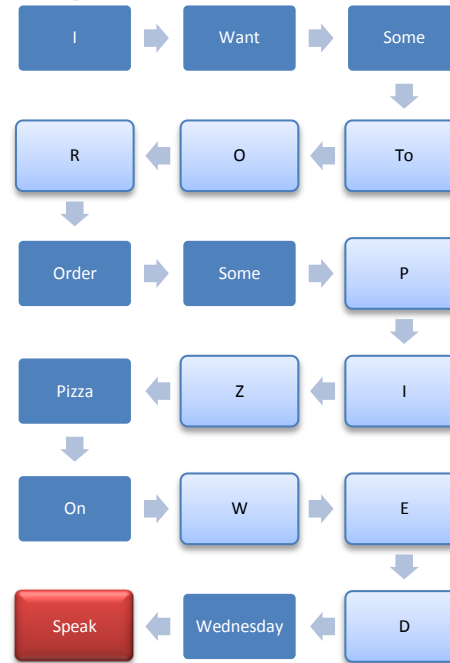 I Want Some
R O To
Order Some P
Pizza Z I
On W E
Speak Wednesday D